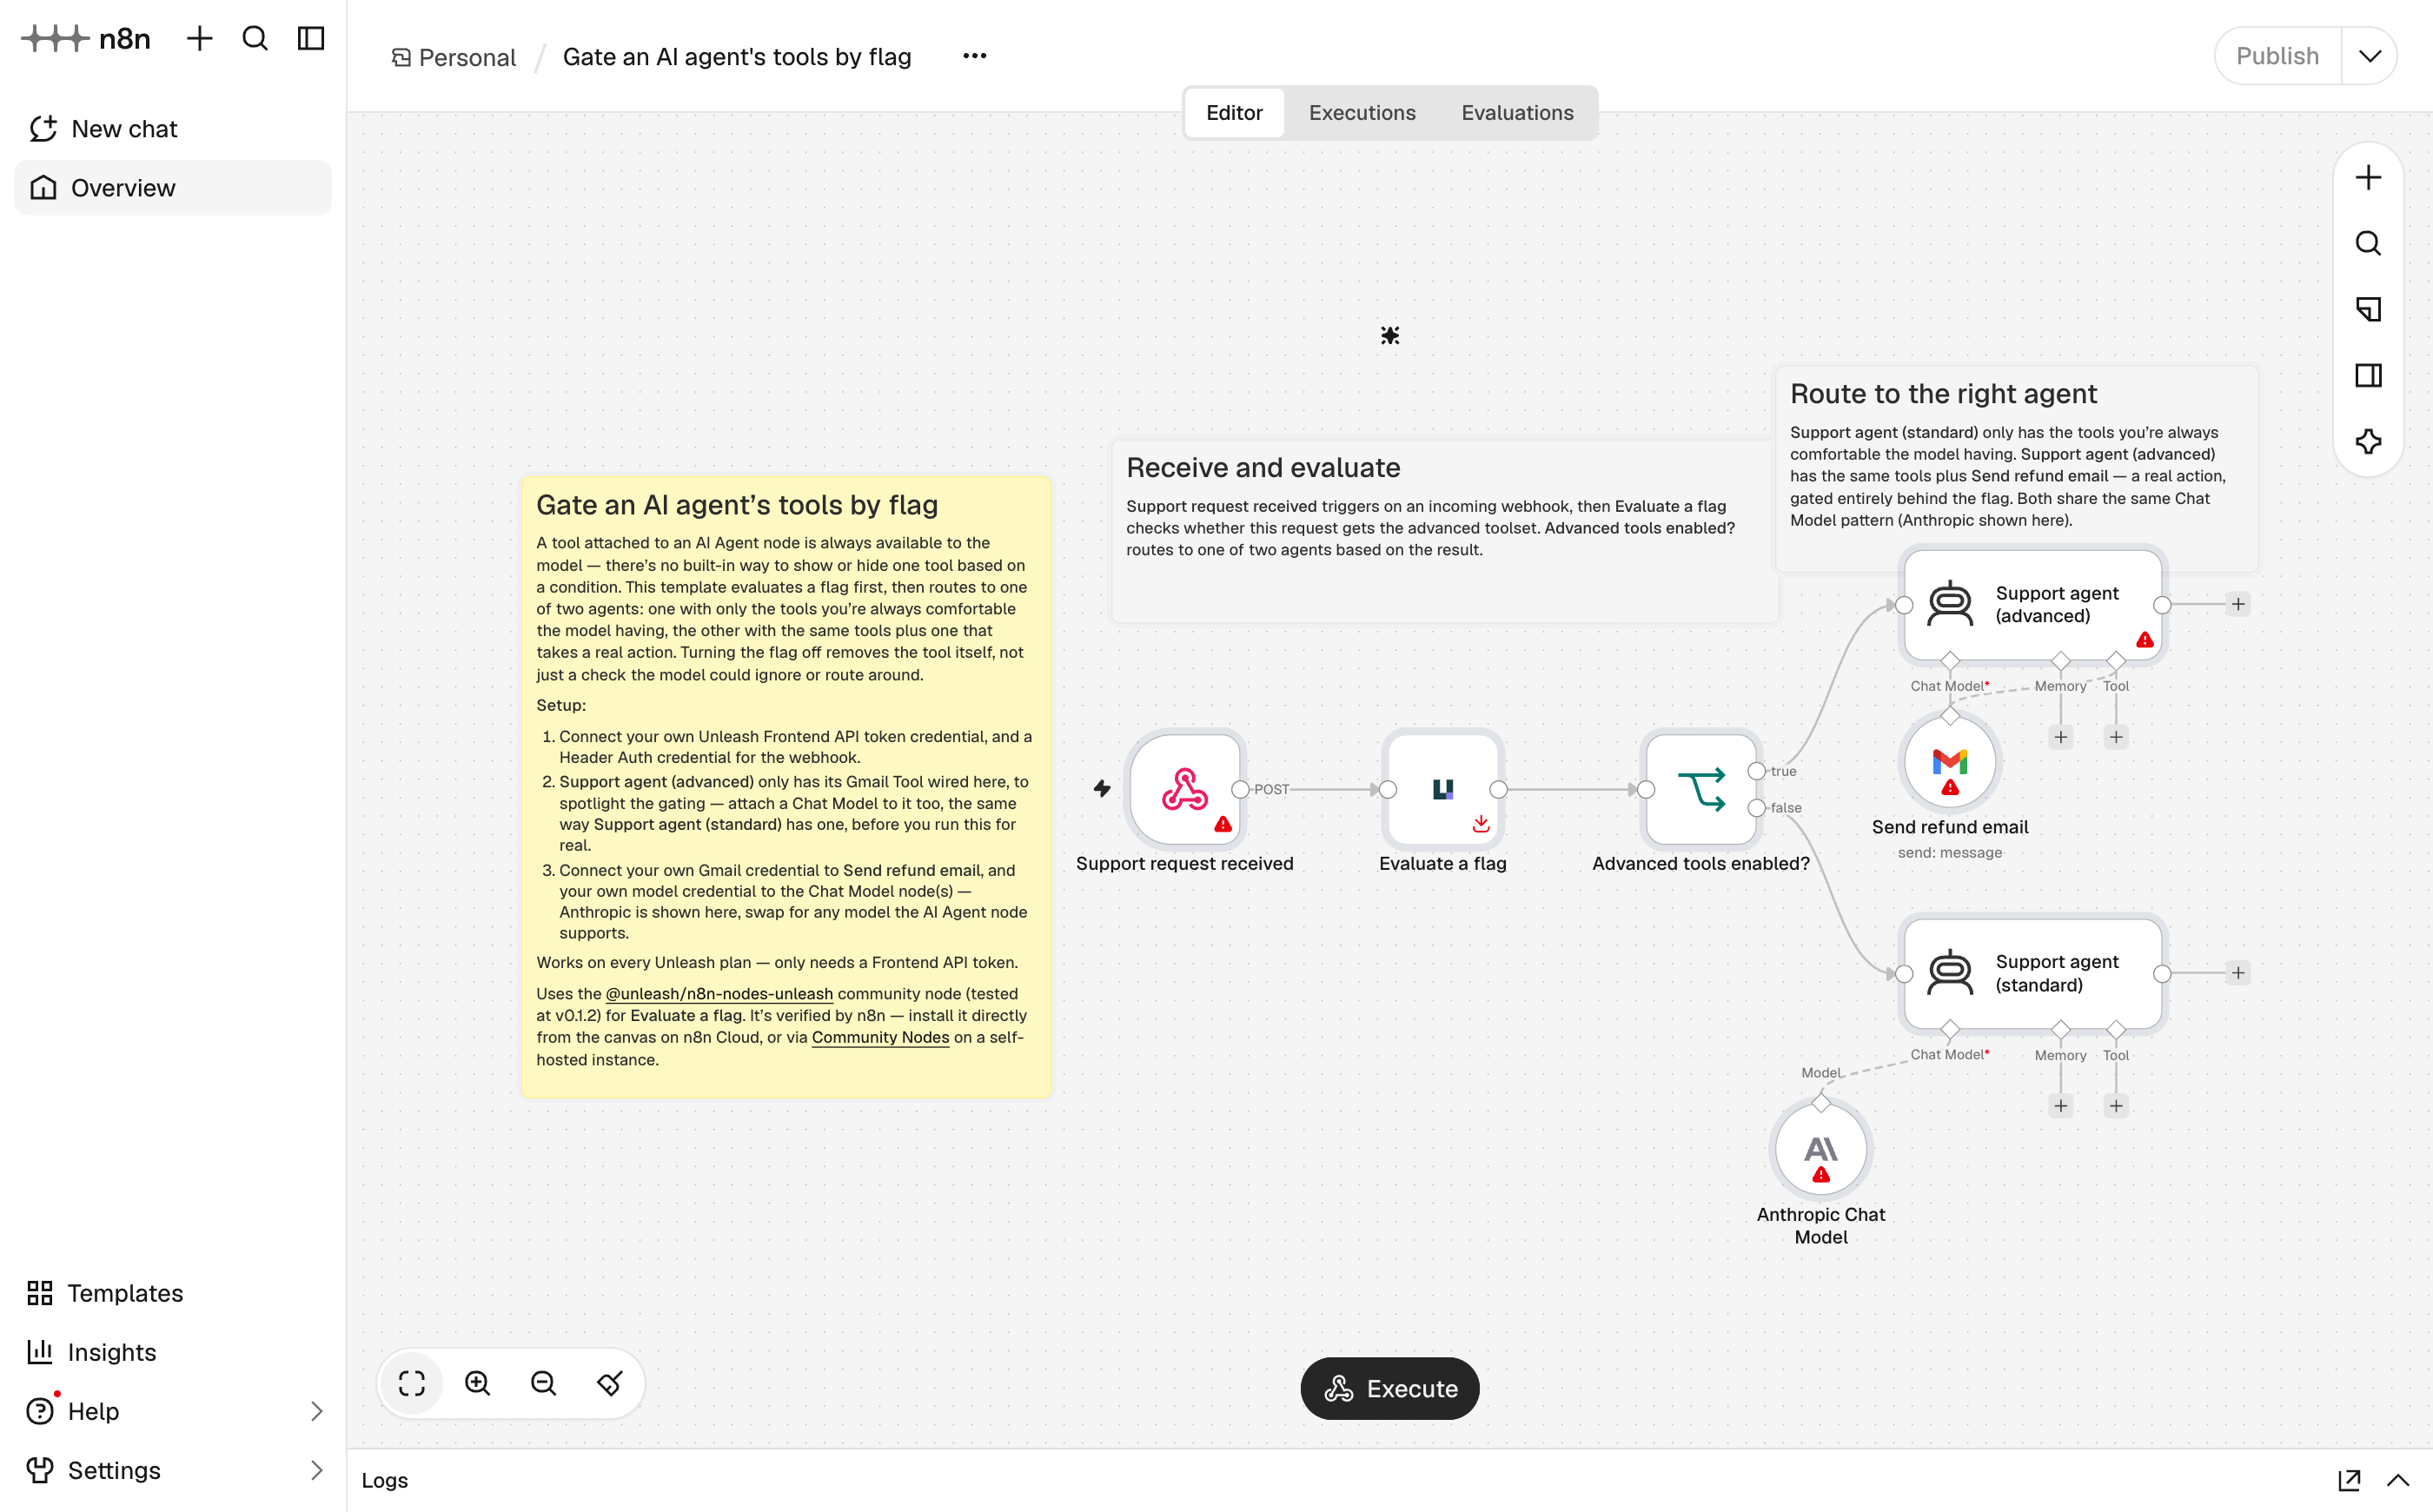 n8n
New chat
Overview
Templates
Insights
Help
Settings
Personal / Gate an AI agent's tools by flag
Publish
Editor
Executions
Evaluations
Gate an AI agent’s tools by flag
A tool attached to an AI Agent node is always available to the
model — there’s no built-in way to show or hide one tool based on
a condition. This template evaluates a flag first, then routes to one
of two agents: one with only the tools you’re always comfortable
the model having, the other with the same tools plus one that
takes a real action. Turning the flag off removes the tool itself, not
just a check the model could ignore or route around.
Setup:
1. Connect your own Unleash Frontend API token credential, and a
Header Auth credential for the webhook.
2. Support agent (advanced) only has its Gmail Tool wired here, to
spotlight the gating — attach a Chat Model to it too, the same
way Support agent (standard) has one, before you run this for
real.
3. Connect your own Gmail credential to Send refund email, and
your own model credential to the Chat Model node(s) —
Anthropic is shown here, swap for any model the AI Agent node
supports.
Works on every Unleash plan — only needs a Frontend API token.
Uses the @unleash/n8n-nodes-unleash community node (tested
at v0.1.2) for Evaluate a flag. It’s verified by n8n — install it directly
from the canvas on n8n Cloud, or via Community Nodes on a self-
hosted instance.
Receive and evaluate
Support request received triggers on an incoming webhook, then Evaluate a flag
checks whether this request gets the advanced toolset. Advanced tools enabled?
routes to one of two agents based on the result.
Route to the right agent
Support agent (standard) only has the tools you’re always
comfortable the model having. Support agent (advanced)
has the same tools plus Send refund email — a real action,
gated entirely behind the flag. Both share the same Chat
Model pattern (Anthropic shown here).
Support request received
POST
Evaluate a flag
Advanced tools enabled?
true
false
Support agent
(advanced)
Chat Model*
Memory
Tool
Send refund email
send: message
Support agent
(standard)
Chat Model*
Memory
Tool
Model
Anthropic Chat
Model
Execute
Logs